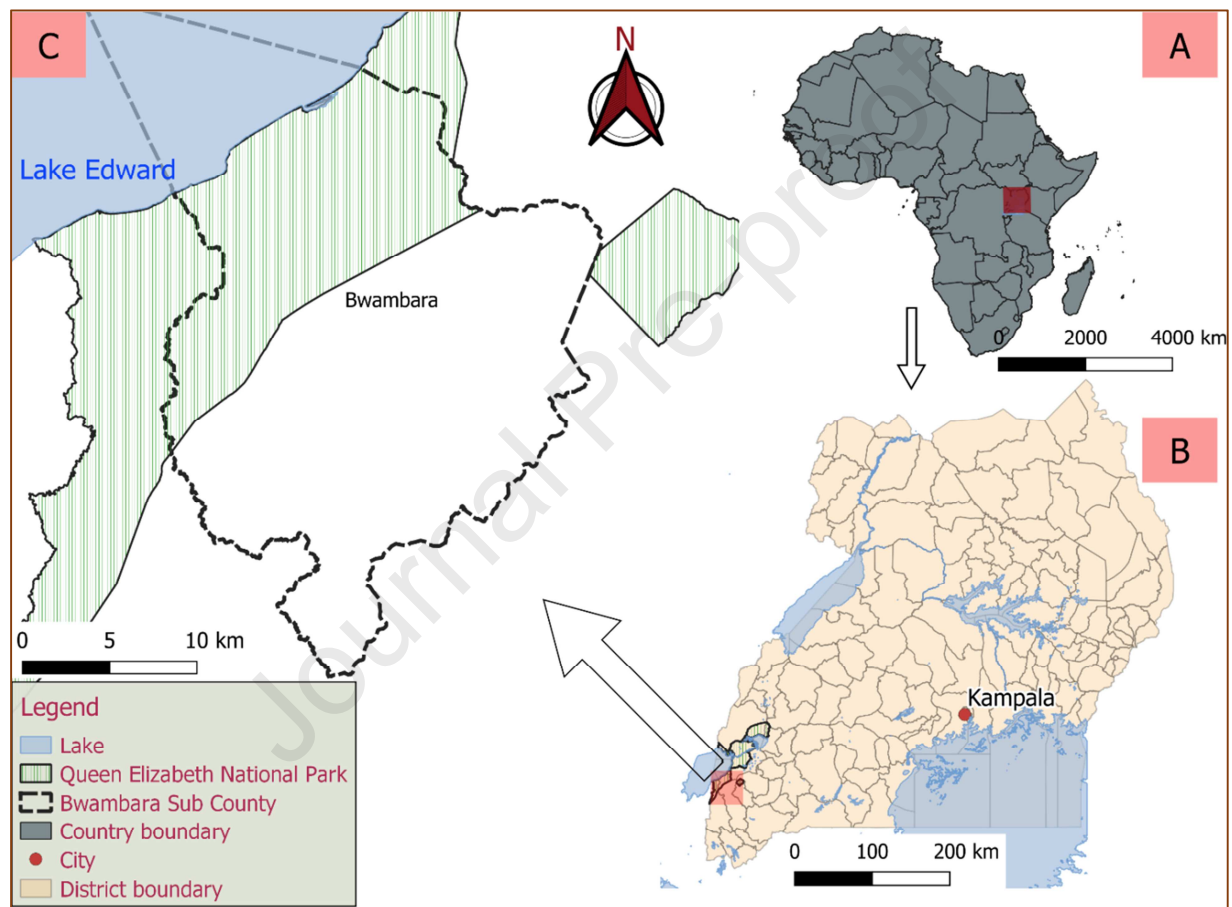 C
N
A
Lake Edward
Bwambara
0 2000 4000 km
B
Kampala
0 5 10 km
0 100 200 km
Legend
Lake
Queen Elizabeth National Park
Bwambara Sub County
Country boundary
City
District boundary
Journal Pre-proof